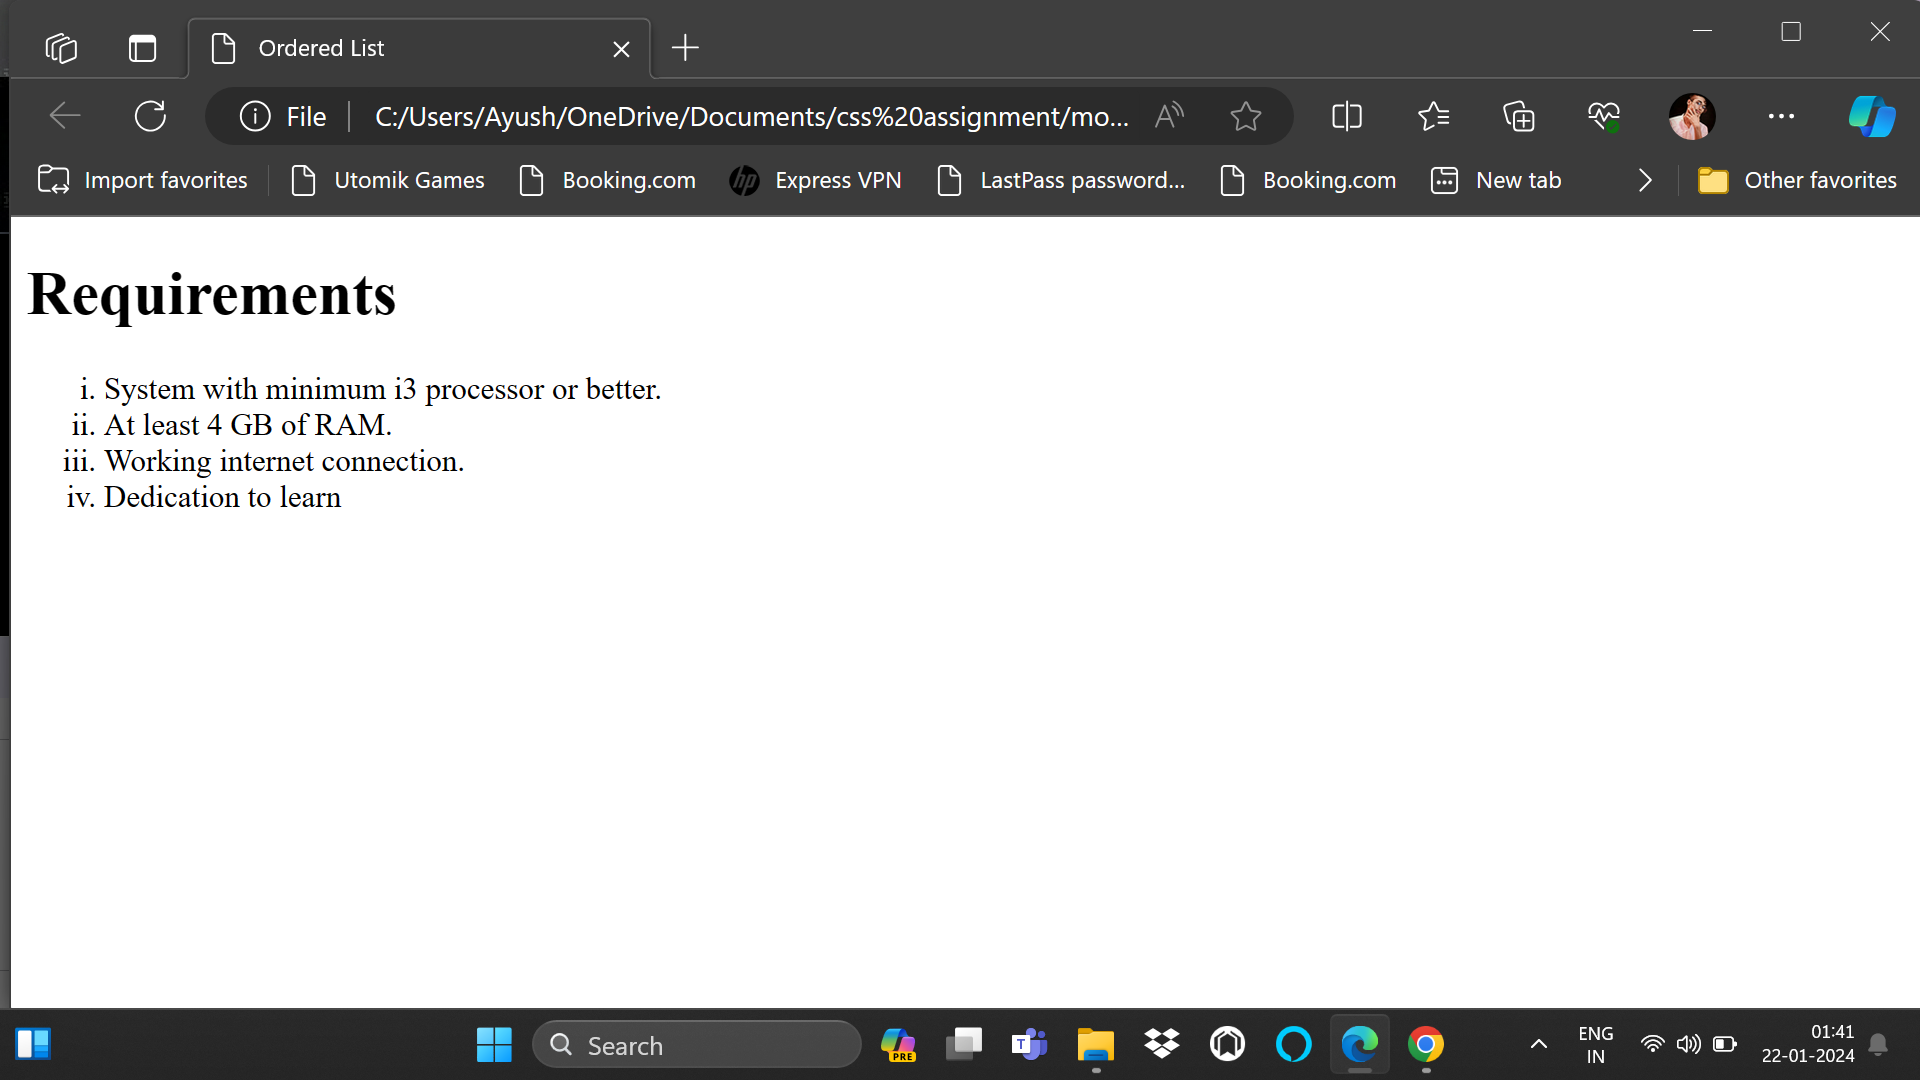 Ordered List
File C:/Users/Ayush/OneDrive/Documents/css%20assignment/mo...
Import favorites Utomik Games Booking.com Express VPN LastPass password... Booking.com New tab Other favorites
Requirements
i. System with minimum i3 processor or better.
ii. At least 4 GB of RAM.
iii. Working internet connection.
iv. Dedication to learn
Search PRE T ENG 01:41
IN 22-01-2024